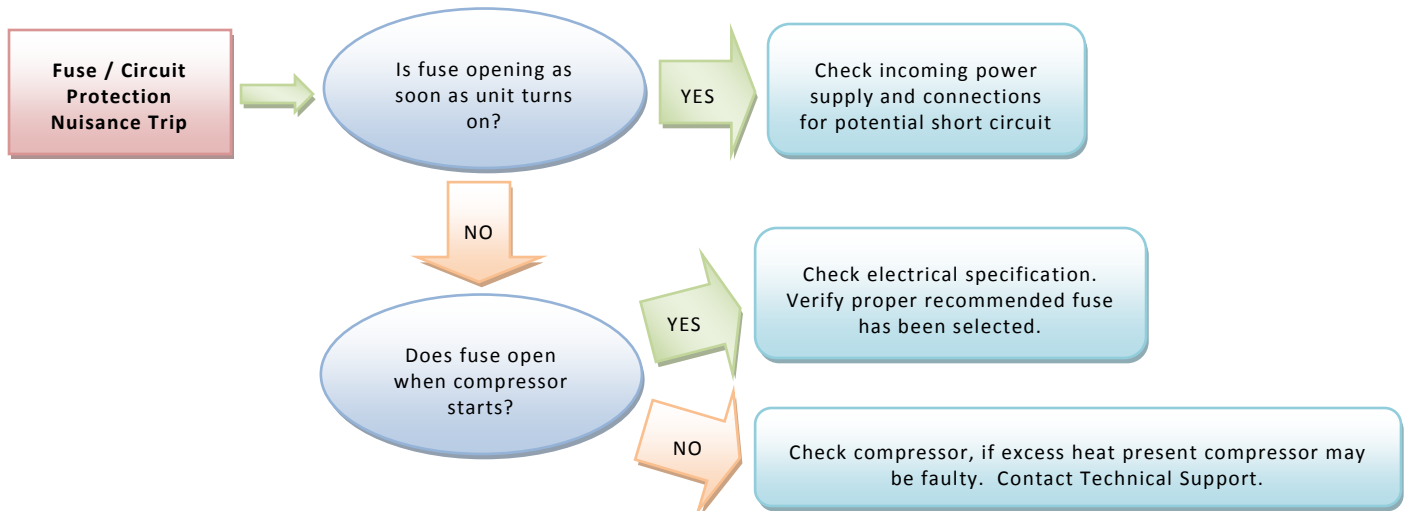 Fuse / Circuit
Protection
Nuisance Trip
Is fuse opening as
soon as unit turns
on?
YES
Check incoming power
supply and connections
for potential short circuit
NO
Does fuse open
when compressor
starts?
YES
Check electrical specification.
Verify proper recommended fuse
has been selected.
NO
Check compressor, if excess heat present compressor may
be faulty. Contact Technical Support.